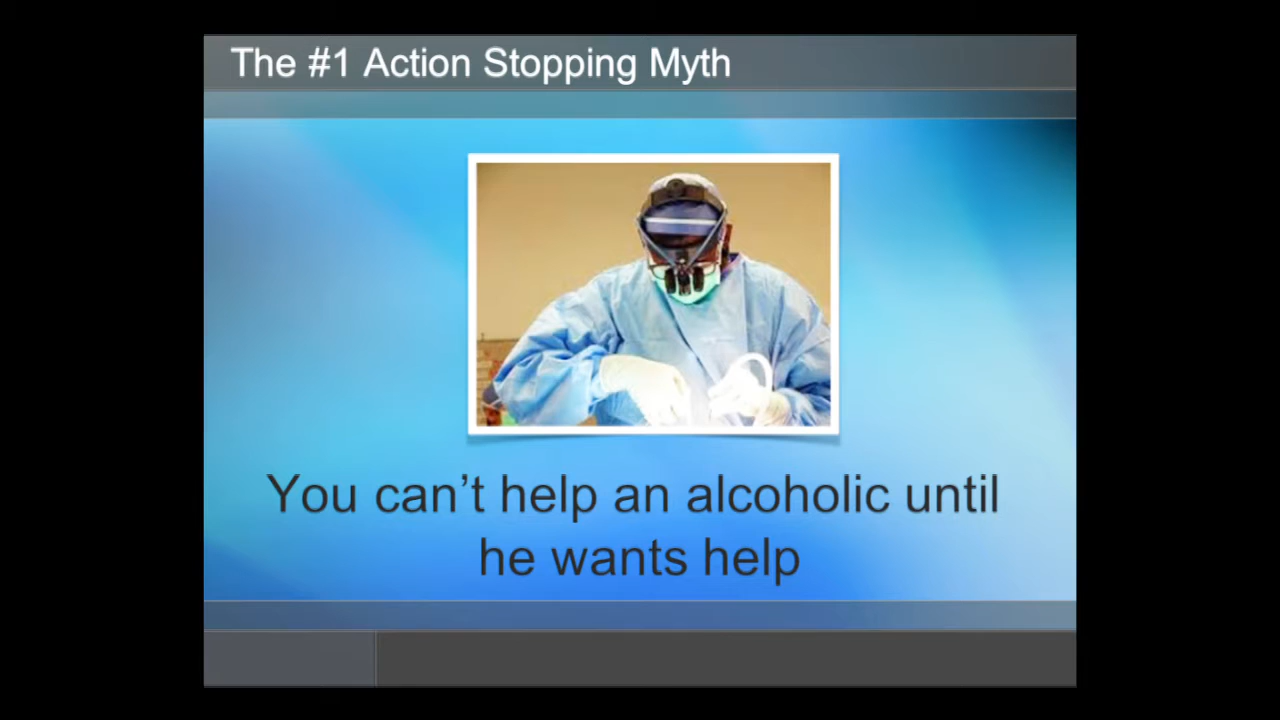 The #1 Action Stopping Myth
You can’t help an alcoholic until
he wants help